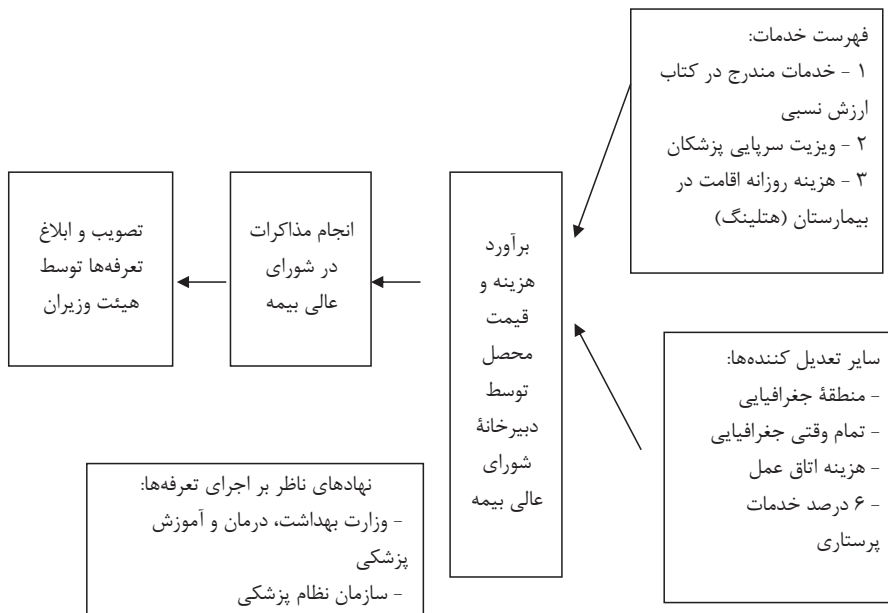 فهرست خدمات:
۱ - خدمات مندرج در کتاب
ارزش نسبی
۲ - ویزیت سرپایی پزشکان
۳ - هزینه روزانه اقامت در
بیمارستان (هتلینگ)
سایر تعدیل کننده‌ها:
- منطقهٔ جغرافیایی
- تمام وقتی جغرافیایی
- هزینه اتاق عمل
- ۶ درصد خدمات
پرستاری
برآورد
هزینه و
قیمت
محصل
توسط
دبیرخانهٔ
شورای
عالی بیمه
انجام مذاکرات
در شورای
عالی بیمه
تصویب و ابلاغ
تعرفه‌ها توسط
هیئت وزیران
نهادهای ناظر بر اجرای تعرفه‌ها:
- وزارت بهداشت، درمان و آموزش
پزشکی
- سازمان نظام پزشکی